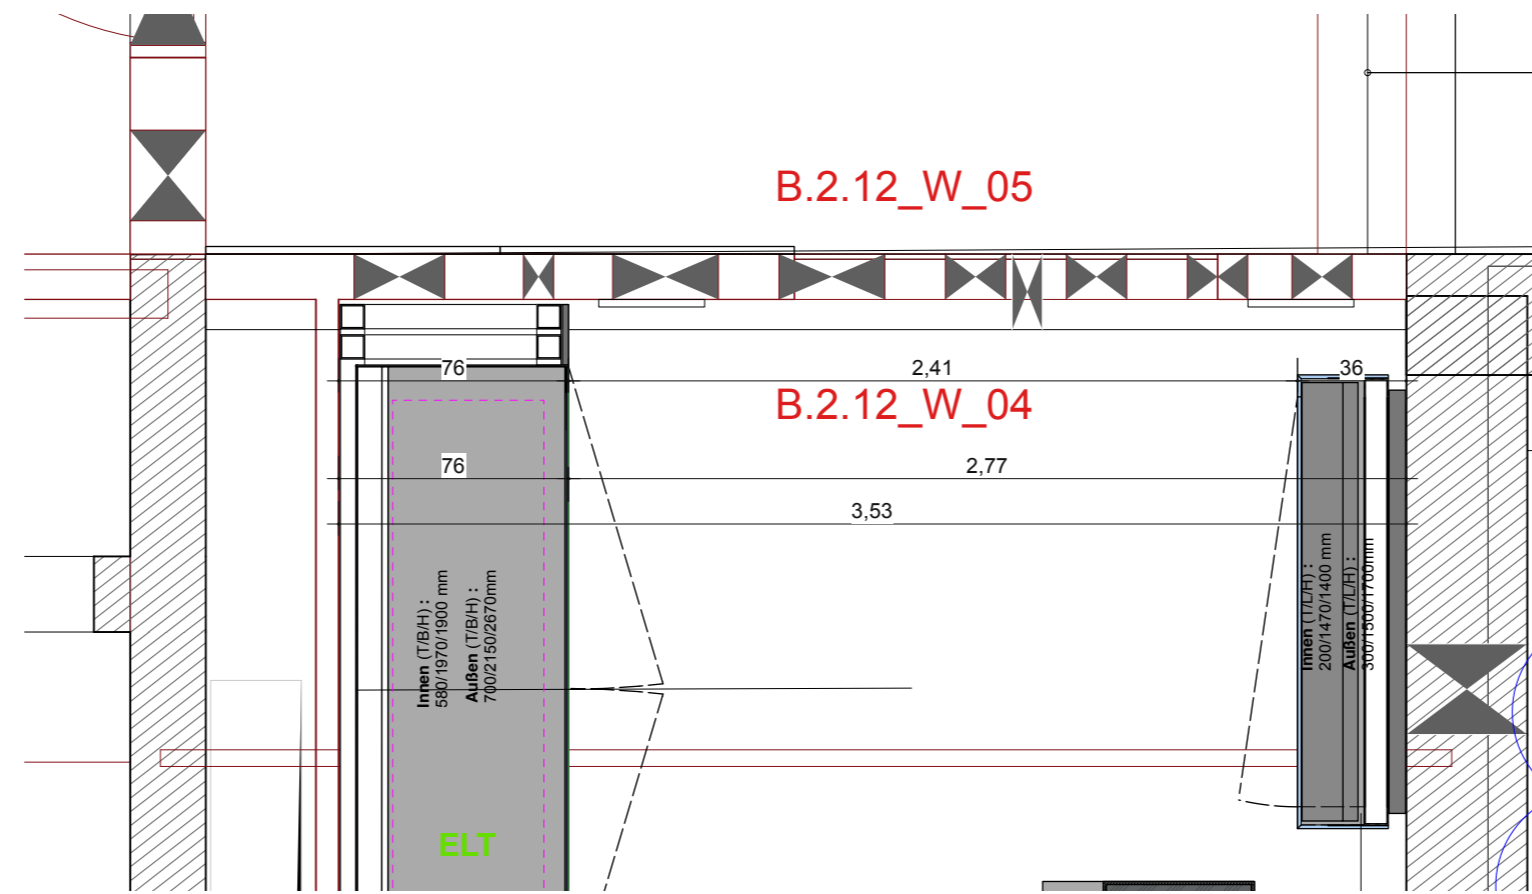 B.2.12_W_05
76
2,41
36
B.2.12_W_04
76
2,77
3,53
Innen (T/B/H) :
580/1970/1900 mm
Außen (T/B/H) :
700/2150/2670mm
Innen (T/L/H) :
200/1470/1400 mm
Außen (T/L/H) :
300/1500/1700mm
ELT